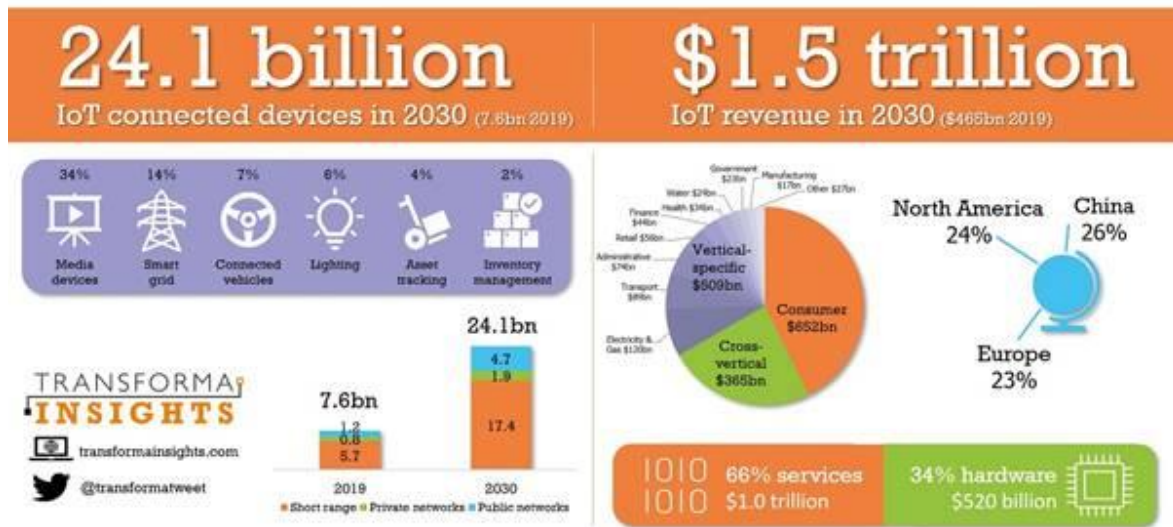 24.1 billion
IoT connected devices in 2030 (7.6bn 2019)
$1.5 trillion
IoT revenue in 2030 ($465bn 2019)
34%
14%
7%
6%
4%
2%
Media
devices
Smart
grid
Connected
vehicles
Lighting
Asset
tracking
Inventory
management
TRANSFORMA
INSIGHTS
transformainsights.com
@transformatweet
7.6bn
1.2
0.8
5.7
2019
24.1bn
4.7
1.9
17.4
2030
Short range
Private networks
Public networks
Government
$23bn
Manufacturing
$17bn
Other $27bn
Water $29bn
Health $34bn
Finance
$44bn
Retail $56bn
Administrative
$74bn
Transport
$89bn
Electricity &
Gas $120bn
Vertical-
specific
$509bn
Consumer
$652bn
Cross-
vertical
$365bn
North America
24%
China
26%
Europe
23%
1010
1010
66% services
$1.0 trillion
34% hardware
$520 billion